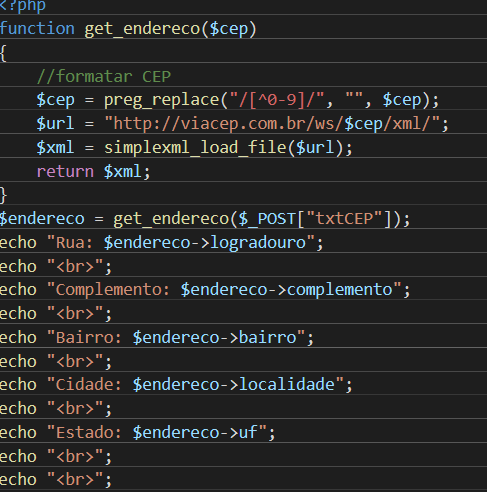 <?php
function get_endereco($cep)
{
    //formatar CEP
    $cep = preg_replace("/[^0-9]/", "", $cep);
    $url = "http://viacep.com.br/ws/$cep/xml/";
    $xml = simplexml_load_file($url);
    return $xml;
}
$endereco = get_endereco($_POST["txtCEP"]);
echo "Rua: $endereco->logradouro";
echo "<br>";
echo "Complemento: $endereco->complemento";
echo "<br>";
echo "Bairro: $endereco->bairro";
echo "<br>";
echo "Cidade: $endereco->localidade";
echo "<br>";
echo "Estado: $endereco->uf";
echo "<br>";
echo "<br>";